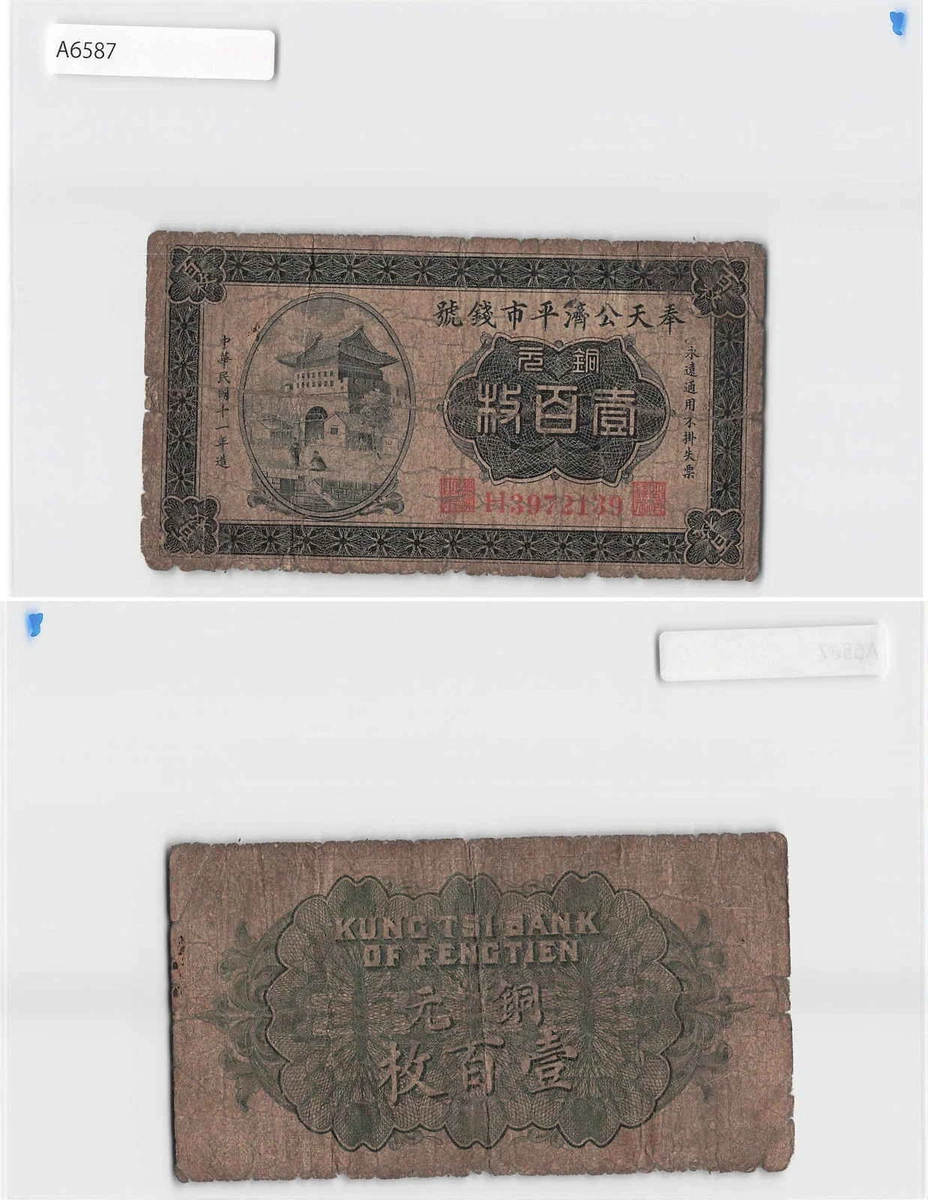 A6587
奉天公濟平市錢號
銅元
壹百枚
永遠通用不掛失票
中華民國十一年造
H3972139
KUNG TSI BANK
OF FENGTIEN
銅元
壹百枚